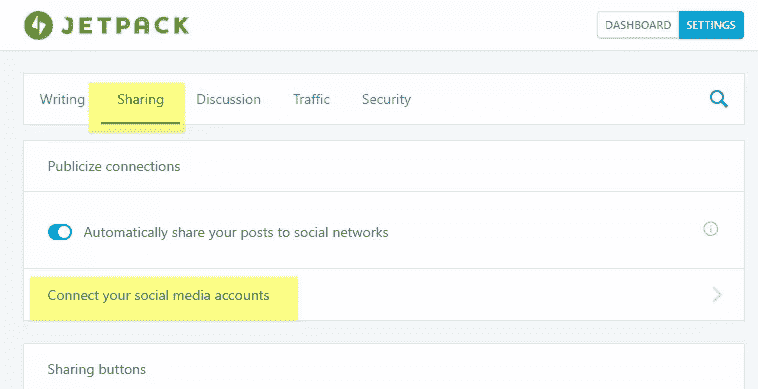 JETPACK
DASHBOARD SETTINGS
Writing Sharing Discussion Traffic Security
Publicize connections
Automatically share your posts to social networks
Connect your social media accounts
Sharing buttons